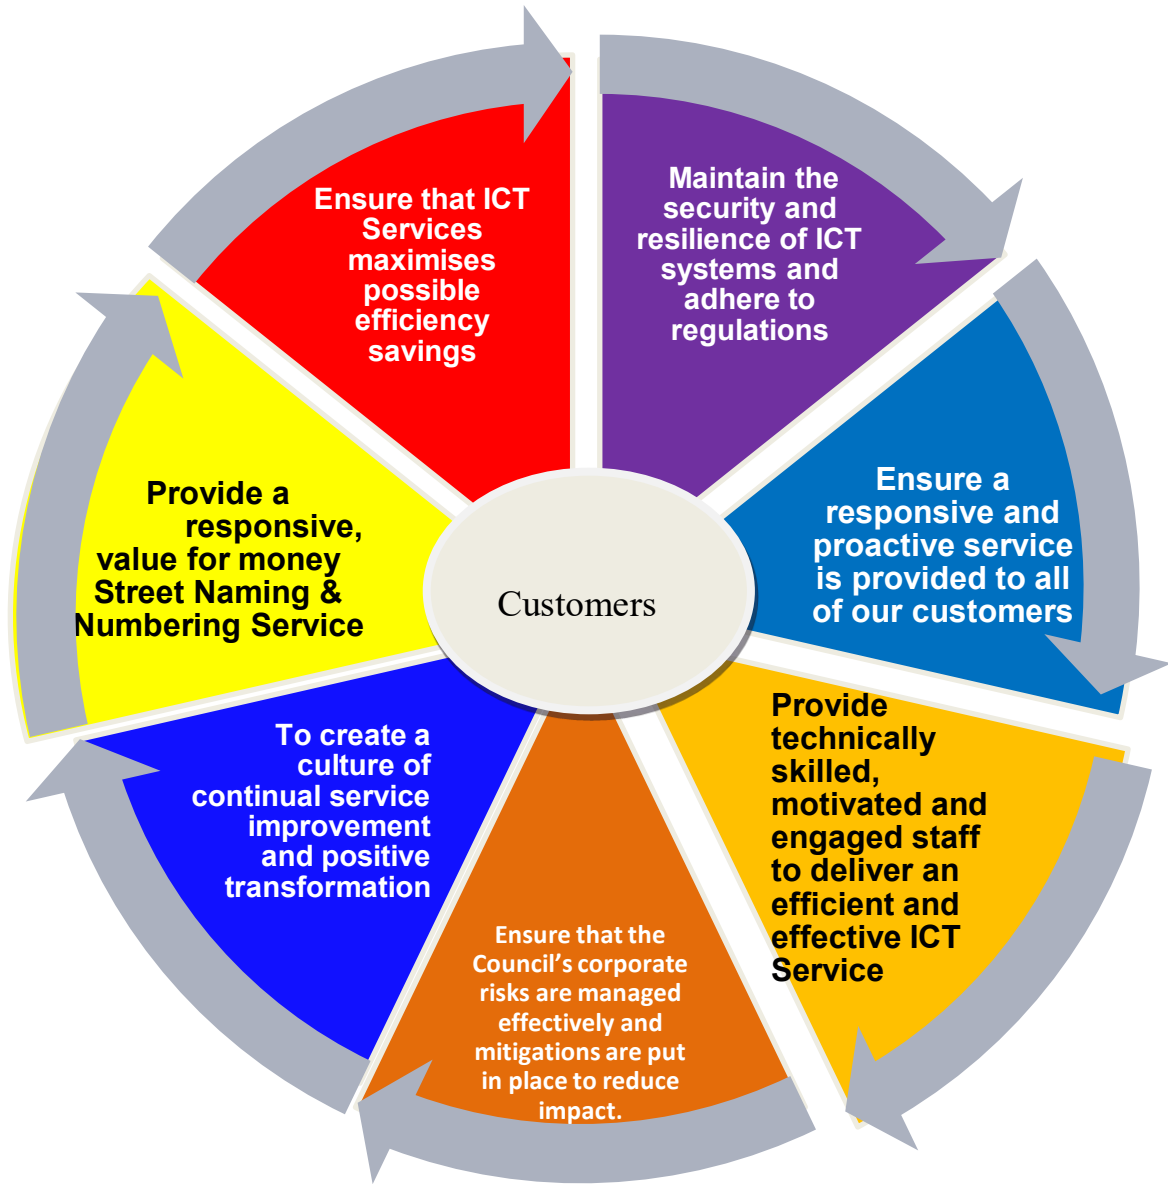 Ensure that ICT
Services
maximises
possible
efficiency
savings
Maintain the
security and
resilience of ICT
systems and
adhere to
regulations
Ensure a
responsive and
proactive service
is provided to all
of our customers
Provide
technically
skilled,
motivated and
engaged staff
to deliver an
efficient and
effective ICT
Service
Ensure that the
Council’s corporate
risks are managed
effectively and
mitigations are put
in place to reduce
impact.
To create a
culture of
continual service
improvement
and positive
transformation
Provide a
responsive,
value for money
Street Naming &
Numbering Service
Customers